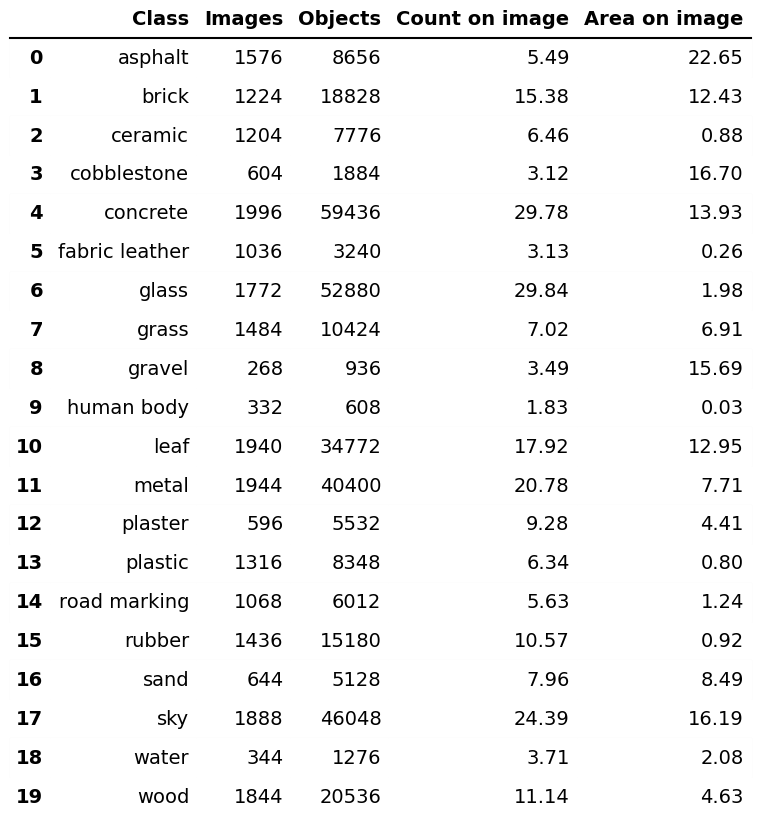 Class Images Objects Count on image Area on image
0 asphalt 1576 8656 5.49 22.65
1 brick 1224 18828 15.38 12.43
2 ceramic 1204 7776 6.46 0.88
3 cobblestone 604 1884 3.12 16.70
4 concrete 1996 59436 29.78 13.93
5 fabric leather 1036 3240 3.13 0.26
6 glass 1772 52880 29.84 1.98
7 grass 1484 10424 7.02 6.91
8 gravel 268 936 3.49 15.69
9 human body 332 608 1.83 0.03
10 leaf 1940 34772 17.92 12.95
11 metal 1944 40400 20.78 7.71
12 plaster 596 5532 9.28 4.41
13 plastic 1316 8348 6.34 0.80
14 road marking 1068 6012 5.63 1.24
15 rubber 1436 15180 10.57 0.92
16 sand 644 5128 7.96 8.49
17 sky 1888 46048 24.39 16.19
18 water 344 1276 3.71 2.08
19 wood 1844 20536 11.14 4.63